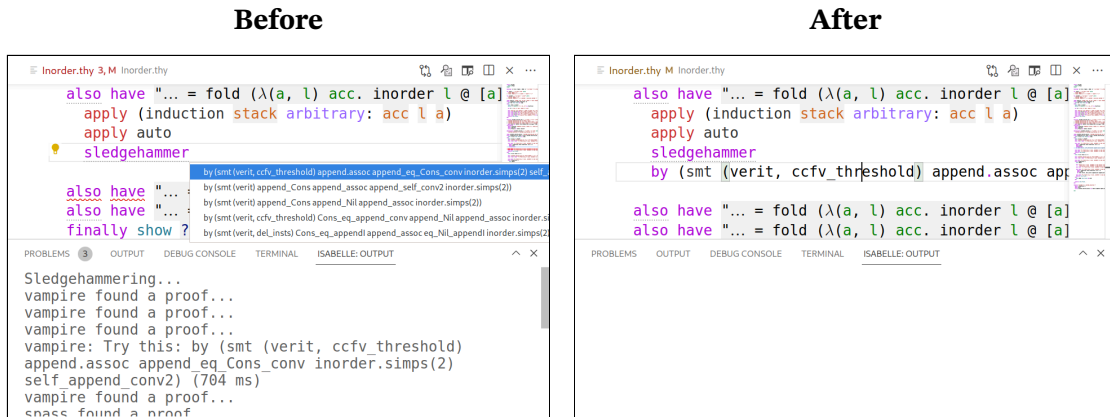 Before
Inorder.thy 3, M Inorder.thy
also have "... = fold (λ(a, l) acc. inorder l @ [a]
apply (induction stack arbitrary: acc l a)
apply auto
sledgehammer
by (smt (verit, ccfv_threshold) append.assoc append_eq_Cons_conv inorder.simps(2)
by (smt (verit) append_Cons append_assoc append_self_conv2 inorder.simps(2))
by (smt (verit) append_Cons append_Nil append_assoc inorder.simps(2))
by (smt (verit, ccfv_threshold) Cons_eq_append_conv append_Nil append_assoc
by (smt (verit, del_insts) Cons_eq_appendI append_assoc eq_Nil_appendI inorder.simps(2)
also have "...
also have "...
finally show ?
PROBLEMS 3 OUTPUT DEBUG CONSOLE TERMINAL ISABELLE: OUTPUT
Sledgehammering...
vampire found a proof...
vampire found a proof...
vampire found a proof...
vampire: Try this: by (smt (verit, ccfv_threshold)
append.assoc append_eq_Cons_conv inorder.simps(2)
self_append_conv2) (704 ms)
vampire found a proof...
spass found a proof
After
Inorder.thy M Inorder.thy
also have "... = fold (λ(a, l) acc. inorder l @ [a]
apply (induction stack arbitrary: acc l a)
apply auto
sledgehammer
by (smt (verit, ccfv_threshold) append.assoc app
also have "... = fold (λ(a, l) acc. inorder l @ [a]
also have "... = fold (λ(a, l) acc. inorder l @ [a]
PROBLEMS OUTPUT DEBUG CONSOLE TERMINAL ISABELLE: OUTPUT